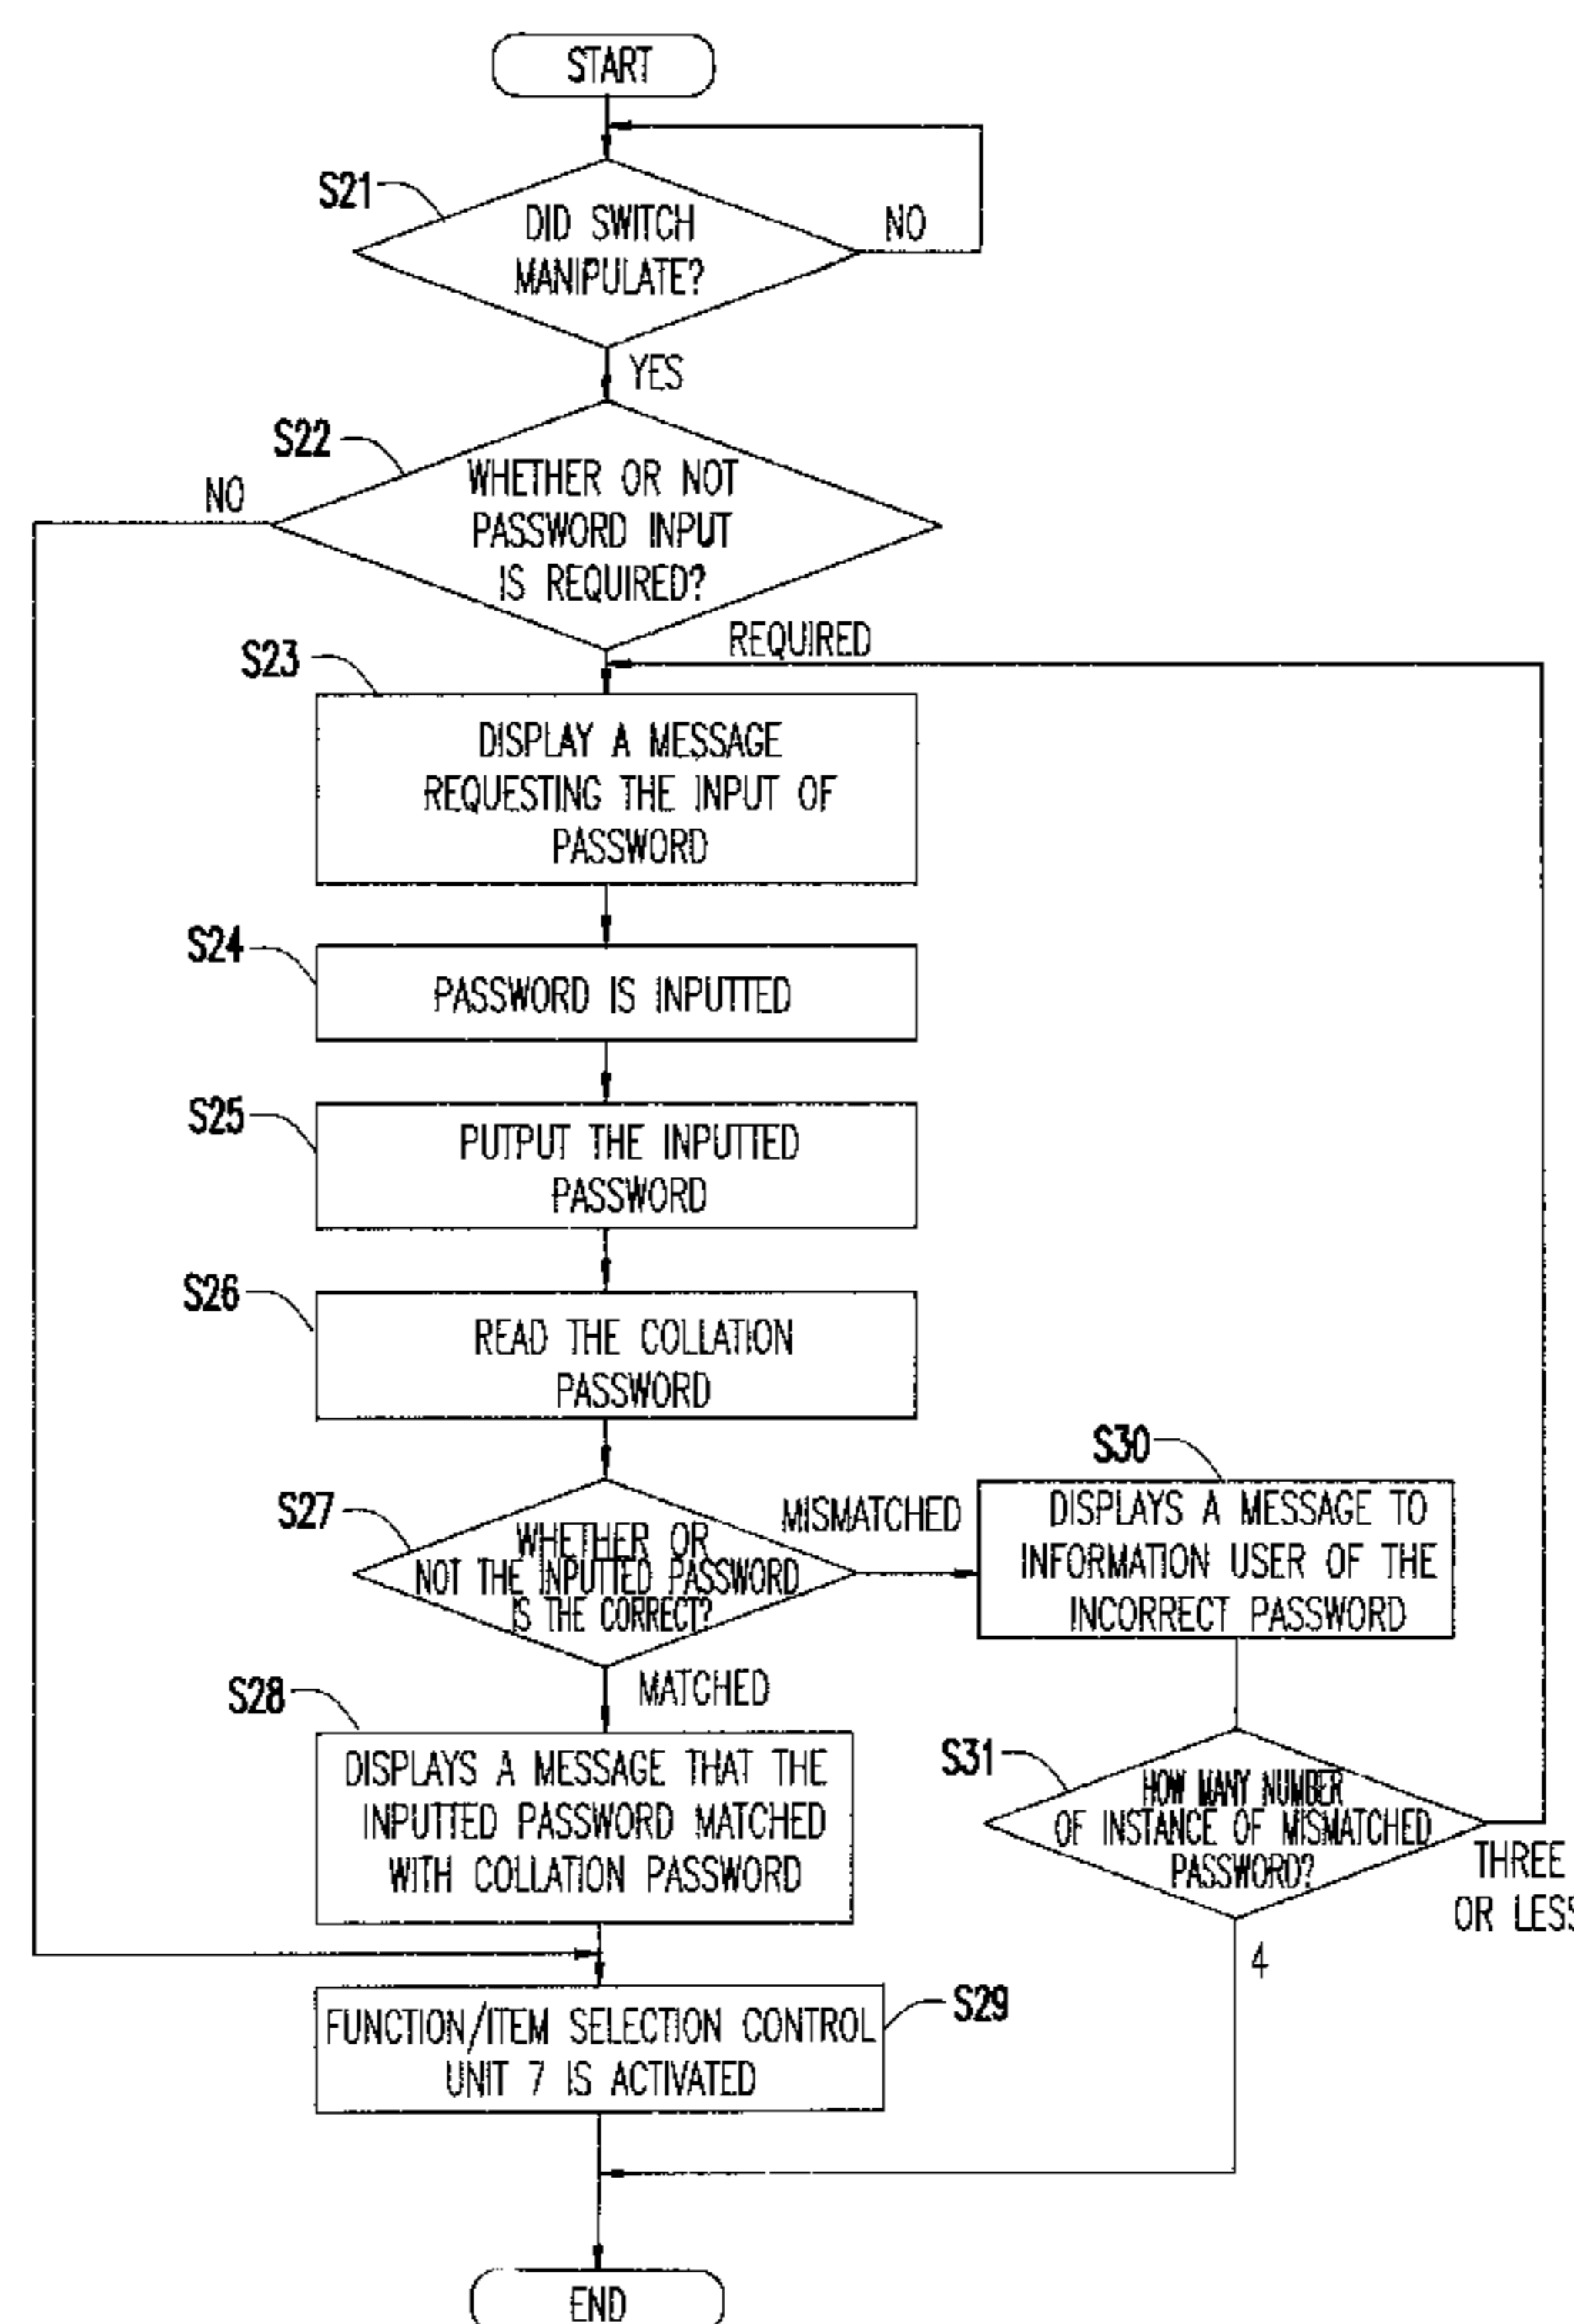 START
S21
DID SWITCH
MANIPULATE?
NO
YES
S22
WHETHER OR NOT
PASSWORD INPUT
IS REQUIRED?
NO
REQUIRED
S23
DISPLAY A MESSAGE
REQUESTING THE INPUT OF
PASSWORD
S24
PASSWORD IS INPUTTED
S25
PUTPUT THE INPUTTED
PASSWORD
S26
READ THE COLLATION
PASSWORD
S27
WHETHER OR
NOT THE INPUTTED PASSWORD
IS THE CORRECT?
MISMATCHED
S30
DISPLAYS A MESSAGE TO
INFORMATION USER OF THE
INCORRECT PASSWORD
MATCHED
S28
DISPLAYS A MESSAGE THAT THE
INPUTTED PASSWORD MATCHED
WITH COLLATION PASSWORD
S31
HOW MANY NUMBER
OF INSTANCE OF MISMATCHED
PASSWORD?
THREE
OR LESS
4
S29
FUNCTION/ITEM SELECTION CONTROL
UNIT 7 IS ACTIVATED
END